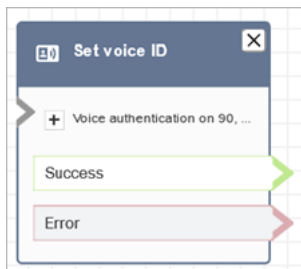 Set voice ID
Voice authentication on 90, ...
Success
Error